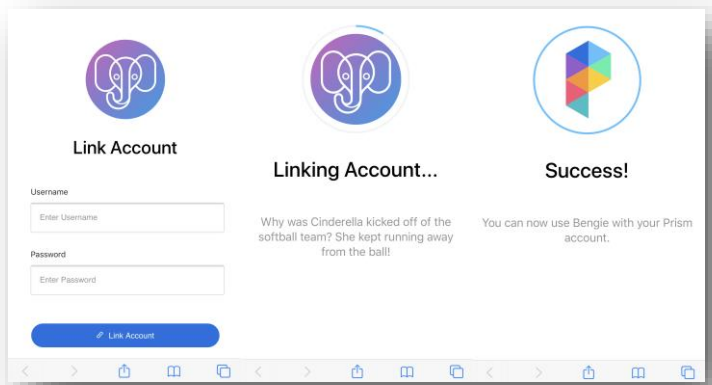 Link Account
Username
Enter Username
Password
Enter Password
Link Account
Linking Account...
Why was Cinderella kicked off of the
softball team? She kept running away
from the ball!
Success!
You can now use Bengie with your Prism
account.